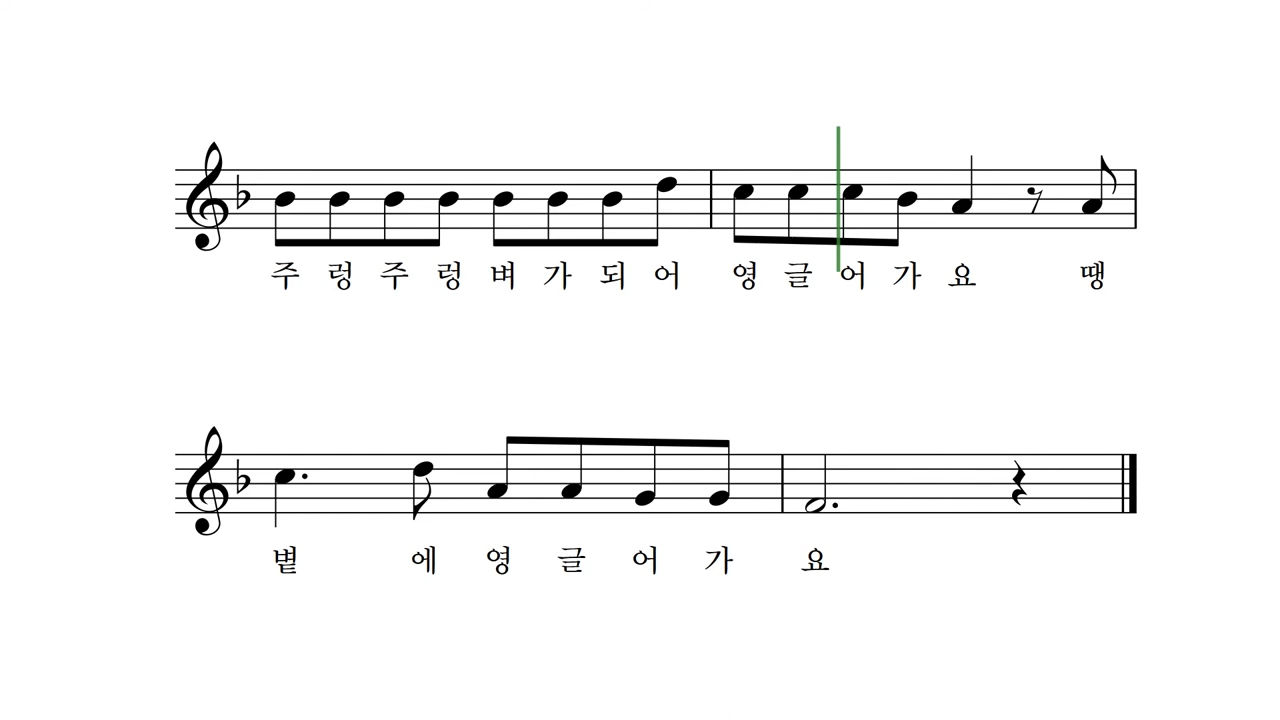 주 렁 주 렁 벼 가 되 어 영 글 어 가 요 땡
볕 에 영 글 어 가 요